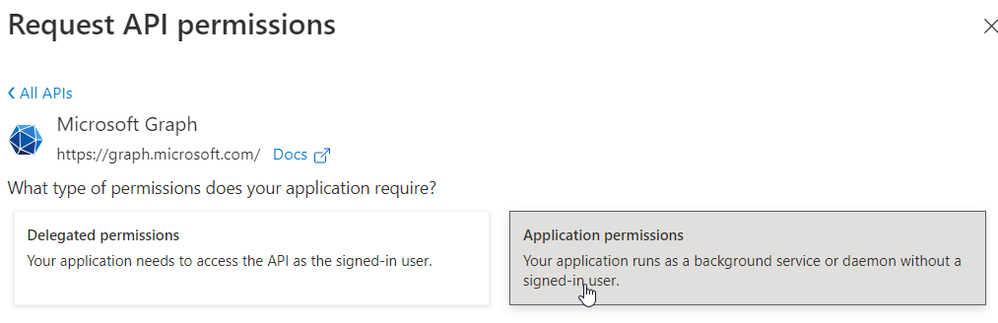 Request API permissions
All APIs
Microsoft Graph
https://graph.microsoft.com/ Docs
What type of permissions does your application require?
Delegated permissions
Your application needs to access the API as the signed-in user.
Application permissions
Your application runs as a background service or daemon without a
signed-in user.